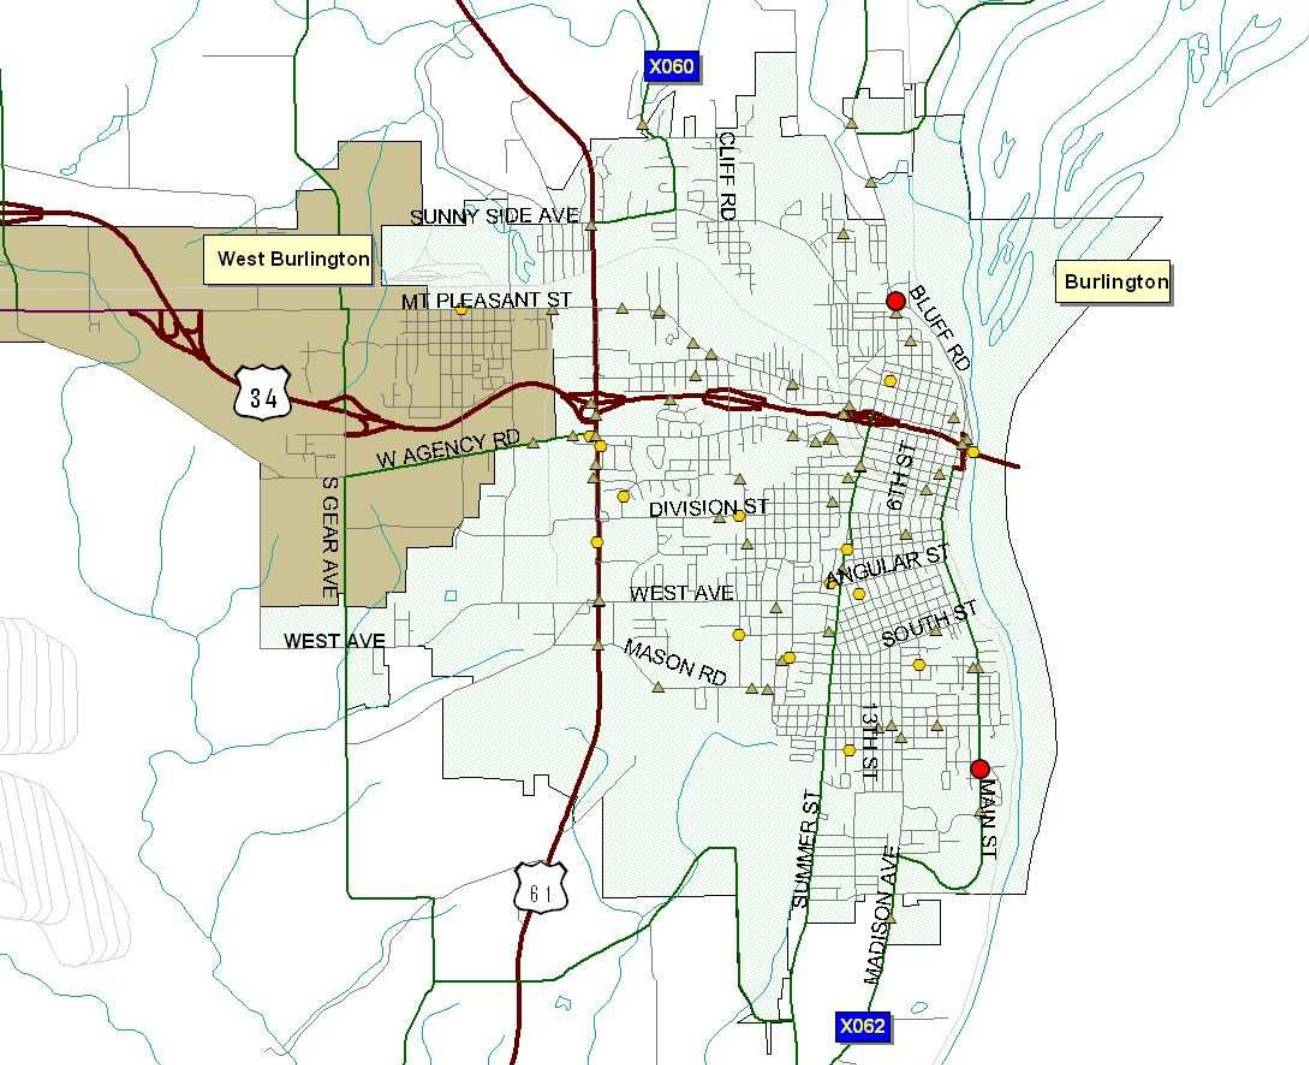 X060
CLIFF RD
SUNNY SIDE AVE
West Burlington
Burlington
MT PLEASANT ST
BLUFF RD
34
W AGENCY RD
6TH ST
S GEAR AVE
DIVISION ST
ANGULAR ST
WEST AVE
SOUTH ST
WEST AVE
MASON RD
13TH ST
MAIN ST
SUMMER ST
61
MADISON AVE
X062